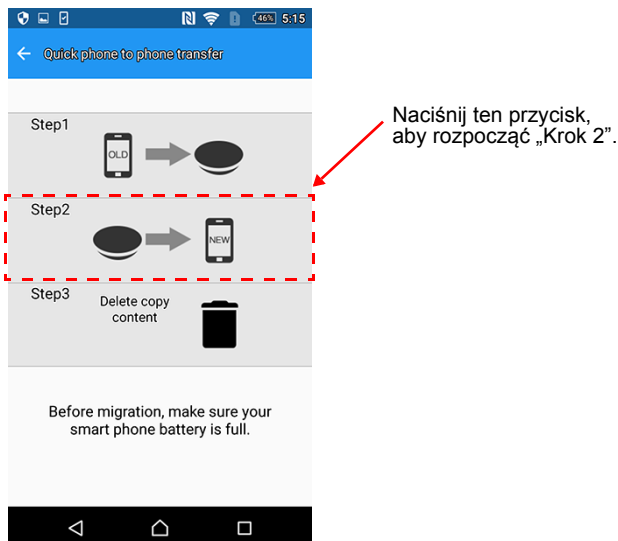 46% 5:15
Quick phone to phone transfer
Step1
OLD
Naciśnij ten przycisk,
aby rozpocząć „Krok 2”.
Step2
NEW
Step3
Delete copy
content
Before migration, make sure your
smart phone battery is full.